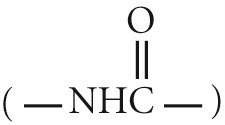 O
( — NHC — )